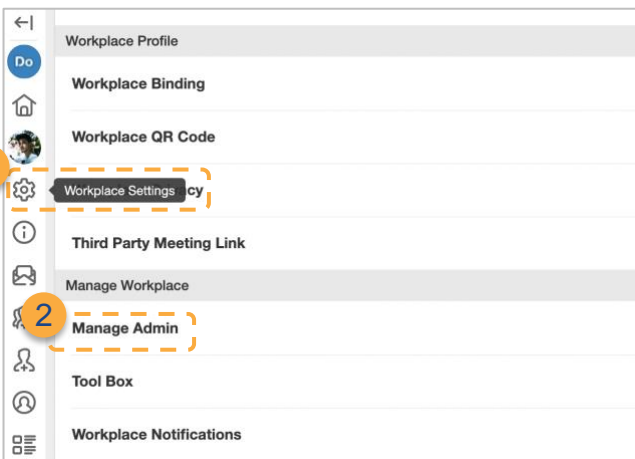 Workplace Profile
Do
Workplace Binding
Workplace QR Code
Workplace Settings cy
Third Party Meeting Link
Manage Workplace
2
Manage Admin
Tool Box
Workplace Notifications